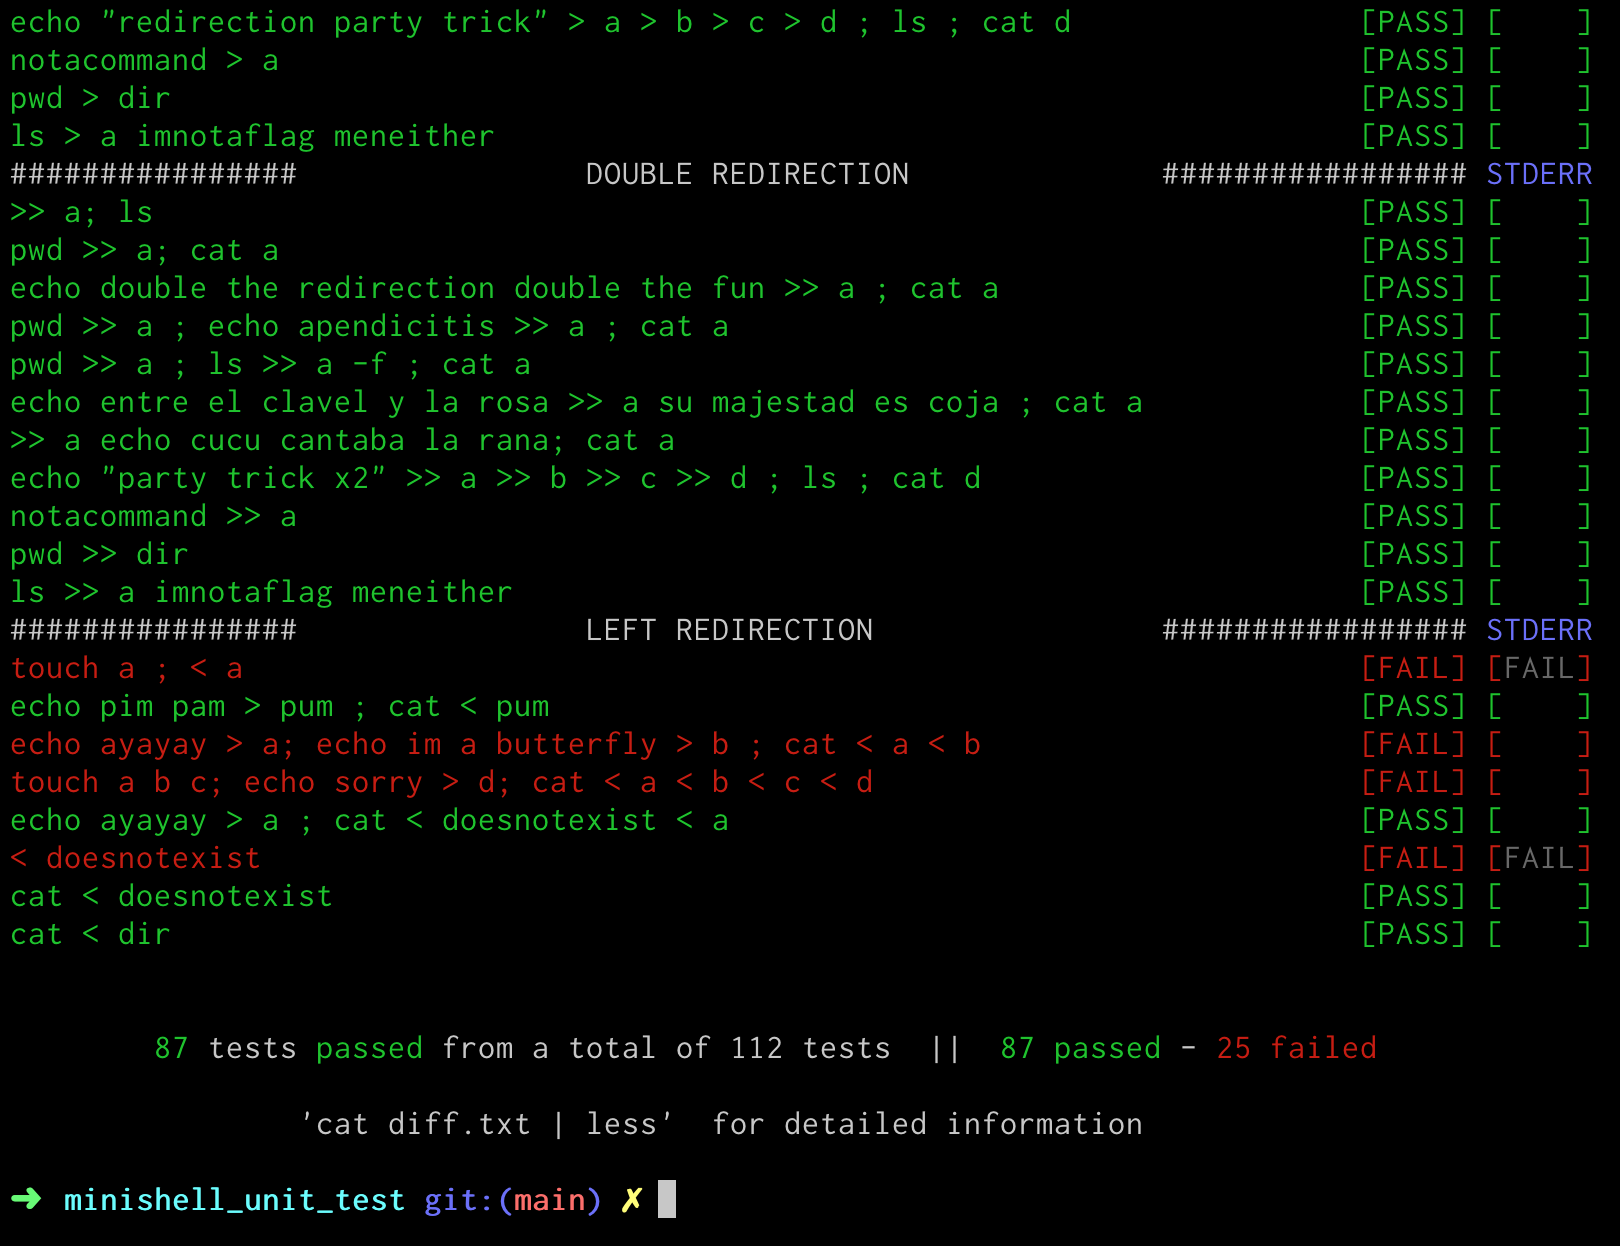 echo "redirection party trick" > a > b > c > d ; ls ; cat d [PASS] [    ]
notacommand > a [PASS] [    ]
pwd > dir [PASS] [    ]
ls > a imnotaflag meneither [PASS] [    ]
################ DOUBLE REDIRECTION ################# STDERR
>> a; ls [PASS] [    ]
pwd >> a; cat a [PASS] [    ]
echo double the redirection double the fun >> a ; cat a [PASS] [    ]
pwd >> a ; echo apendicitis >> a ; cat a [PASS] [    ]
pwd >> a ; ls >> a -f ; cat a [PASS] [    ]
echo entre el clavel y la rosa >> a su majestad es coja ; cat a [PASS] [    ]
>> a echo cucu cantaba la rana; cat a [PASS] [    ]
echo "party trick x2" >> a >> b >> c >> d ; ls ; cat d [PASS] [    ]
notacommand >> a [PASS] [    ]
pwd >> dir [PASS] [    ]
ls >> a imnotaflag meneither [PASS] [    ]
################ LEFT REDIRECTION ################# STDERR
touch a ; < a [FAIL] [FAIL]
echo pim pam > pum ; cat < pum [PASS] [    ]
echo ayayay > a; echo im a butterfly > b ; cat < a < b [FAIL] [    ]
touch a b c; echo sorry > d; cat < a < b < c < d [FAIL] [    ]
echo ayayay > a ; cat < doesnotexist < a [PASS] [    ]
< doesnotexist [FAIL] [FAIL]
cat < doesnotexist [PASS] [    ]
cat < dir [PASS] [    ]
87 tests passed from a total of 112 tests || 87 passed - 25 failed
'cat diff.txt | less' for detailed information
➜ minishell_unit_test git:(main) ✗